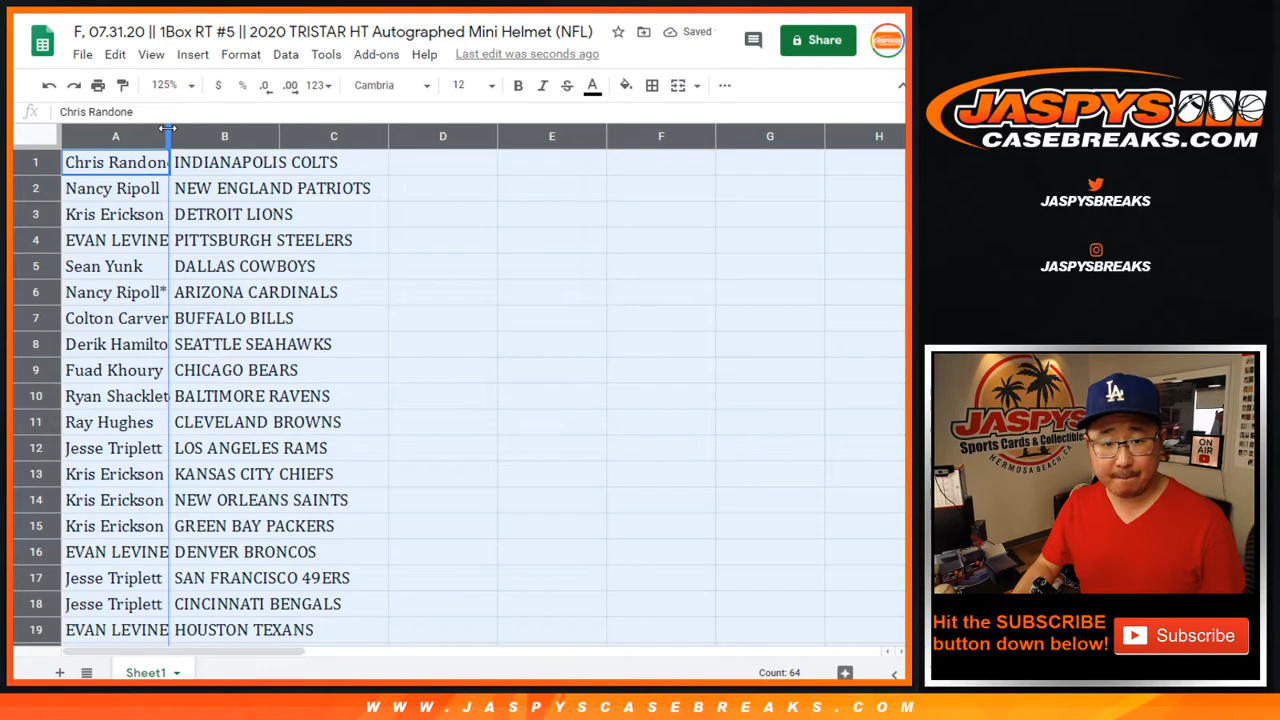 F, 07.31.20 || 1Box RT #5 || 2020 TRISTAR HT Autographed Mini Helmet (NFL)
Saved
File Edit View Insert Format Data Tools Add-ons Help Last edit was seconds ago
Share
125% $ % .0 .00 123 Cambria 12 B I S A
fx Chris Randone
A B C D E F G H
1 Chris Randone INDIANAPOLIS COLTS
2 Nancy Ripoll NEW ENGLAND PATRIOTS
3 Kris Erickson DETROIT LIONS
4 EVAN LEVINE PITTSBURGH STEELERS
5 Sean Yunk DALLAS COWBOYS
6 Nancy Ripoll* ARIZONA CARDINALS
7 Colton Carver BUFFALO BILLS
8 Derik Hamilto SEATTLE SEAHAWKS
9 Fuad Khoury CHICAGO BEARS
10 Ryan Shacklet BALTIMORE RAVENS
11 Ray Hughes CLEVELAND BROWNS
12 Jesse Triplett LOS ANGELES RAMS
13 Kris Erickson KANSAS CITY CHIEFS
14 Kris Erickson NEW ORLEANS SAINTS
15 Kris Erickson GREEN BAY PACKERS
16 EVAN LEVINE DENVER BRONCOS
17 Jesse Triplett SAN FRANCISCO 49ERS
18 Jesse Triplett CINCINNATI BENGALS
19 EVAN LEVINE HOUSTON TEXANS
Sheet1
Count: 64
JASPYS
CASEBREAKS.COM
JASPYSBREAKS
JASPYSBREAKS
JASPYS
Sports Cards & Collectibles
HERMOSA BEACH, CA
LA
ON AIR
Hit the SUBSCRIBE
button down below!
Subscribe
WWW.JASPYSCASEBREAKS.COM